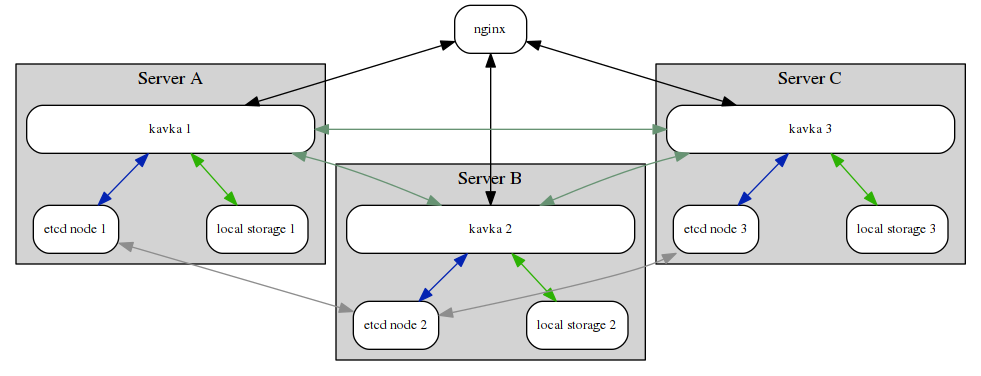 nginx
Server A
Server C
kavka 1
kavka 3
Server B
etcd node 1
local storage 1
kavka 2
etcd node 3
local storage 3
etcd node 2
local storage 2